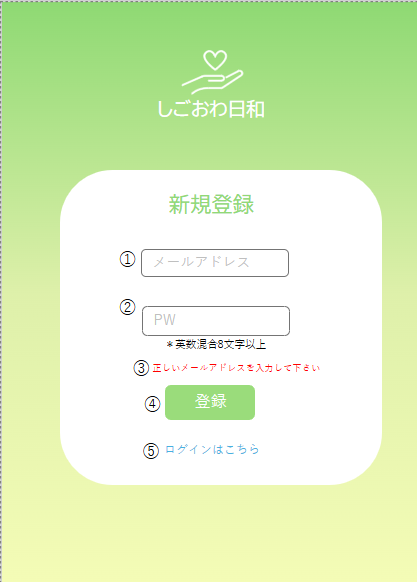 しごおわ日和
新規登録
① メールアドレス
② PW
＊英数混合8文字以上
③ 正しいメールアドレスを入力して下さい
④ 登録
⑤ ログインはこちら